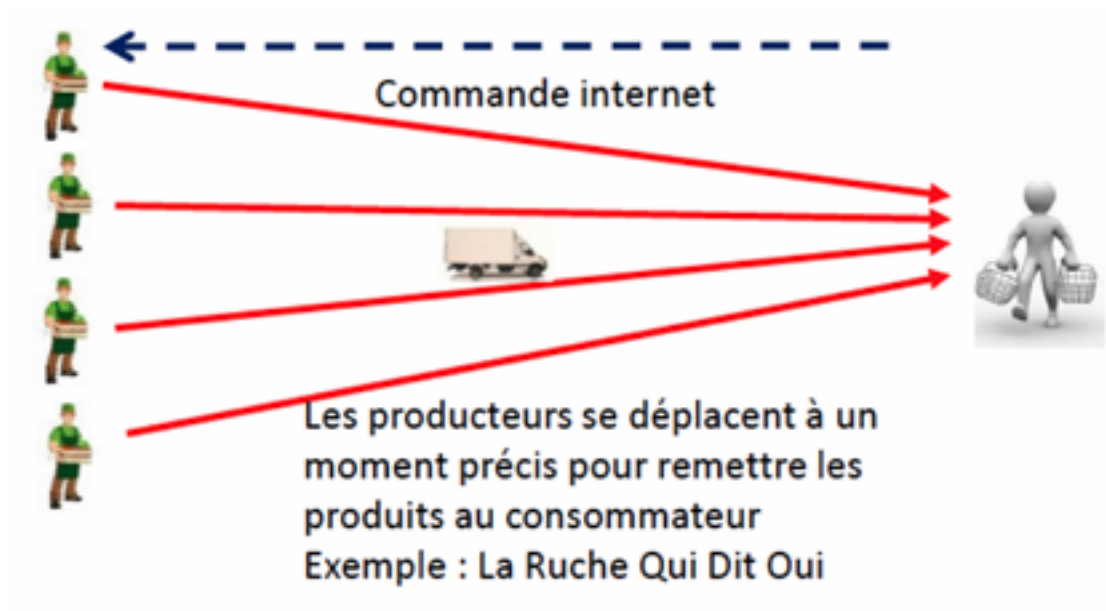 Commande internet
Les producteurs se déplacent à un
moment précis pour remettre les
produits au consommateur
Exemple : La Ruche Qui Dit Oui